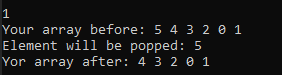 1
Your array before: 5 4 3 2 0 1
Element will be popped: 5
Yor array after: 4 3 2 0 1